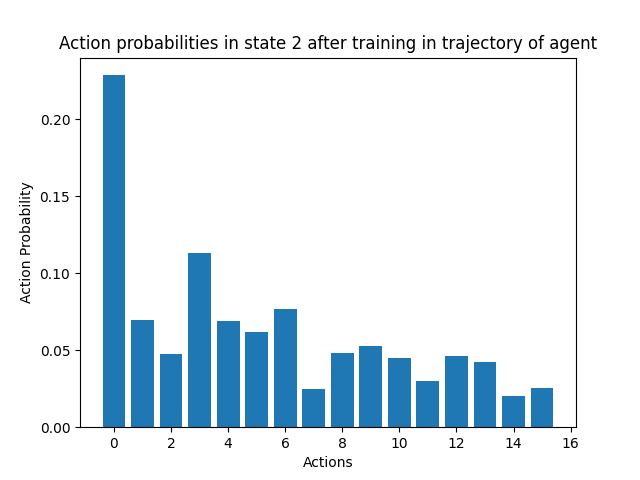 Action probabilities in state 2 after training in trajectory of agent
Action Probability
0.20
0.15
0.10
0.05
0.00
0 2 4 6 8 10 12 14 16
Actions